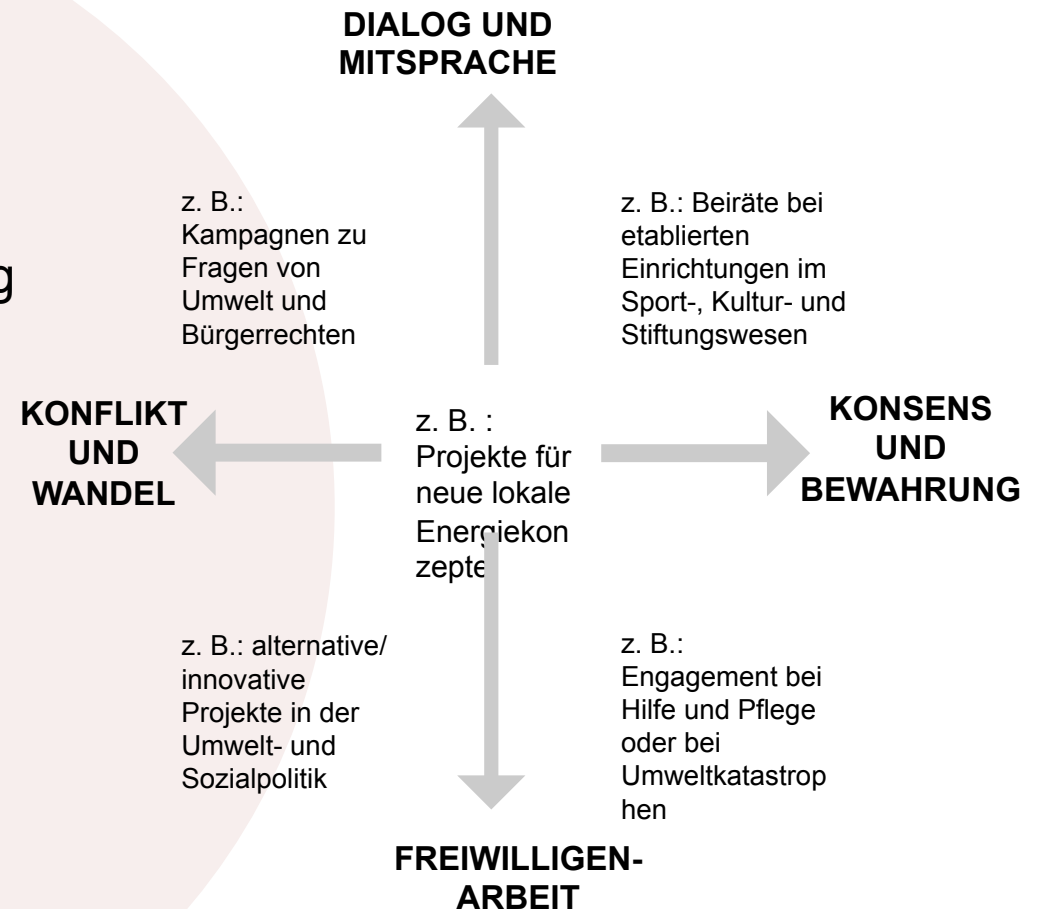 DIALOG UND
MITSPRACHE
z. B.:
Kampagnen zu
Fragen von
Umwelt und
Bürgerrechten
z. B.: Beiräte bei
etablierten
Einrichtungen im
Sport-, Kultur- und
Stiftungswesen
g
KONFLIKT
UND
WANDEL
z. B. :
Projekte für
neue lokale
Energiekon
zepte
KONSENS
UND
BEWAHRUNG
z. B.: alternative/
innovative
Projekte in der
Umwelt- und
Sozialpolitik
z. B.:
Engagement bei
Hilfe und Pflege
oder bei
Umweltkatastrop
hen
FREIWILLIGEN-
ARBEIT